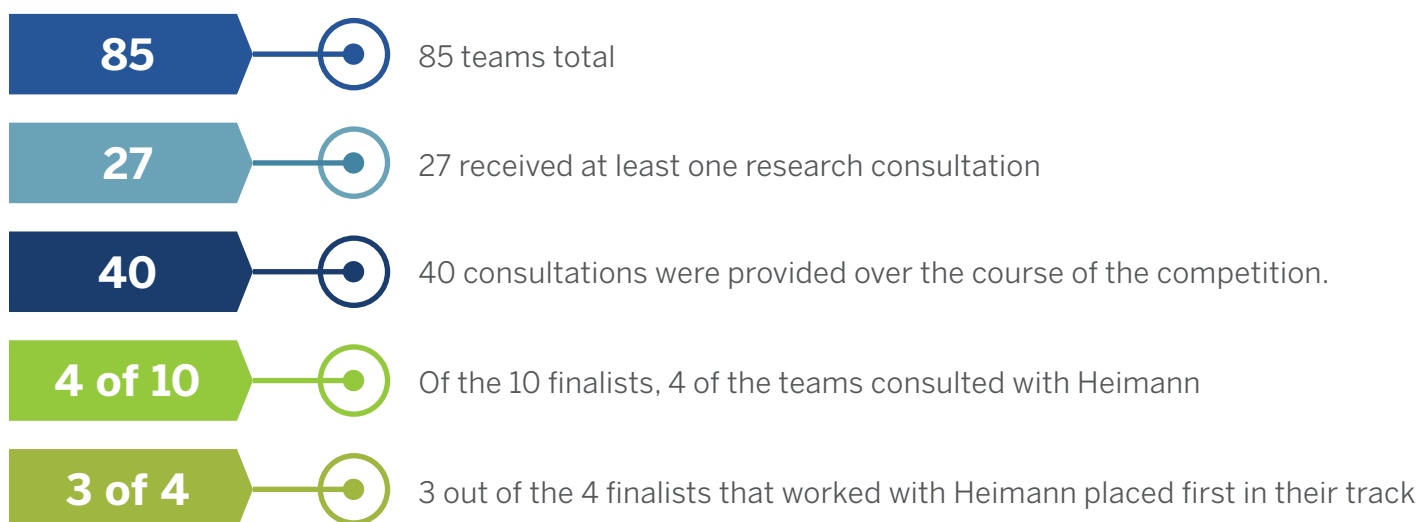 85
85 teams total
27
27 received at least one research consultation
40
40 consultations were provided over the course of the competition.
4 of 10
Of the 10 finalists, 4 of the teams consulted with Heimann
3 of 4
3 out of the 4 finalists that worked with Heimann placed first in their track